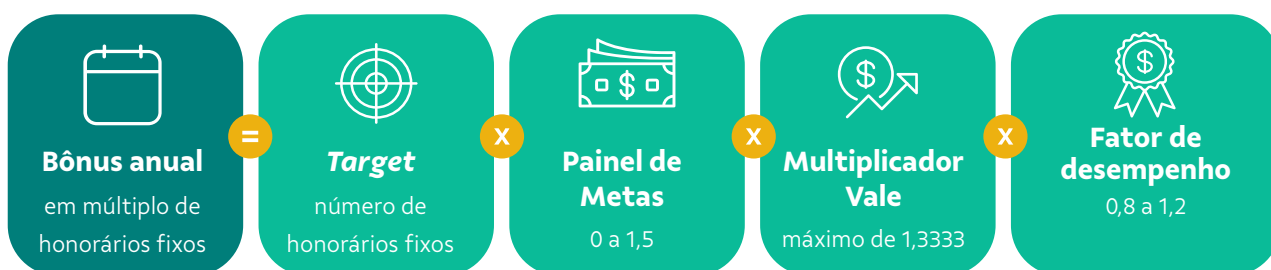 Bônus anual
em múltiplo de
honorários fixos
=
Target
número de
honorários fixos
x
Painel de
Metas
0 a 1,5
x
Multiplicador
Vale
máximo de 1,3333
x
Fator de
desempenho
0,8 a 1,2